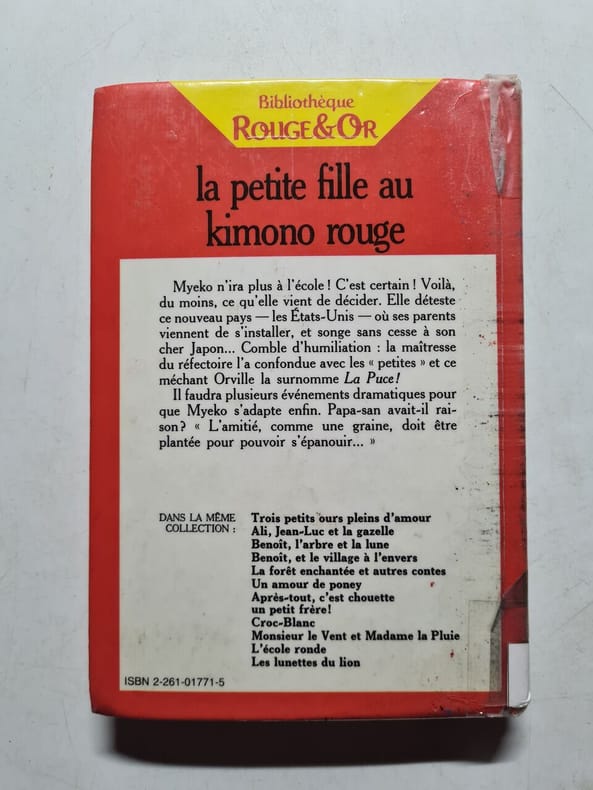 Bibliothèque
ROUGE&OR
la petite fille au
kimono rouge
Myeko n'ira plus à l'école ! C'est certain ! Voilà,
du moins, ce qu'elle vient de décider. Elle déteste
ce nouveau pays — les États-Unis — où ses parents
viennent de s'installer, et songe sans cesse à son
cher Japon... Comble d'humiliation : la maîtresse
du réfectoire l'a confondue avec les « petites » et ce
méchant Orville la surnomme La Puce !
Il faudra plusieurs événements dramatiques pour
que Myeko s'adapte enfin. Papa-san avait-il rai-
son ? « L'amitié, comme une graine, doit être
plantée pour pouvoir s'épanouir... »
DANS LA MÊME
COLLECTION :
Trois petits ours pleins d'amour
Ali, Jean-Luc et la gazelle
Benoît, l'arbre et la lune
Benoît, et le village à l'envers
La forêt enchantée et autres contes
Un amour de poney
Après-tout, c'est chouette
un petit frère !
Croc-Blanc
Monsieur le Vent et Madame la Pluie
L'école ronde
Les lunettes du lion
ISBN 2-261-01771-5